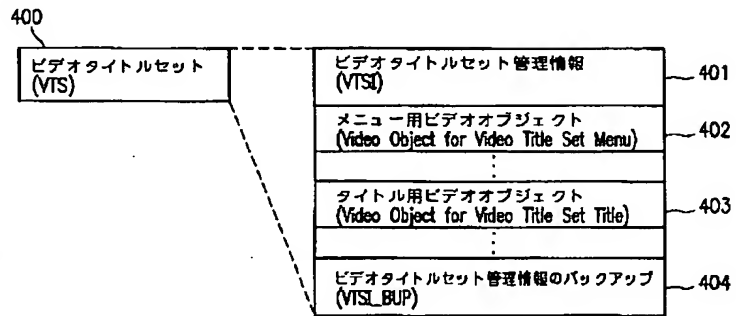 400
ビデオタイトルセット
(VTS)
ビデオタイトルセット管理情報
(VTSI)
401
メニュー用ビデオオブジェクト
(Video Object for Video Title Set Menu)
402
タイトル用ビデオオブジェクト
(Video Object for Video Title Set Title)
403
ビデオタイトルセット管理情報のバックアップ
(VTSI_BUP)
404